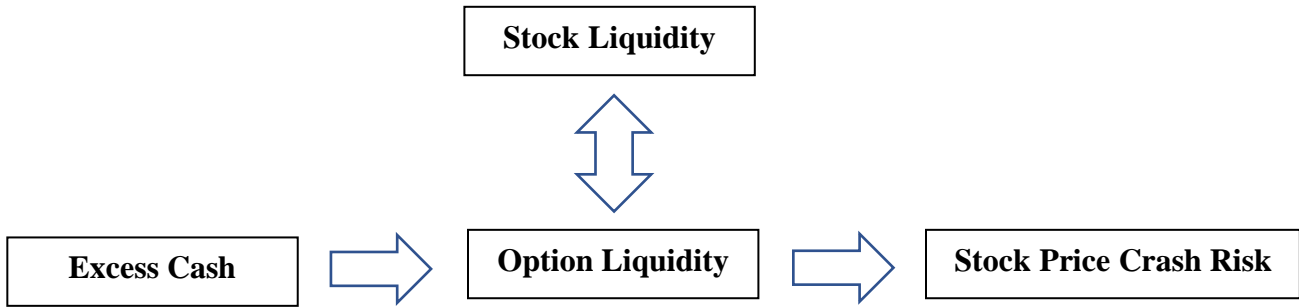 Stock Liquidity
Excess Cash
Option Liquidity
Stock Price Crash Risk